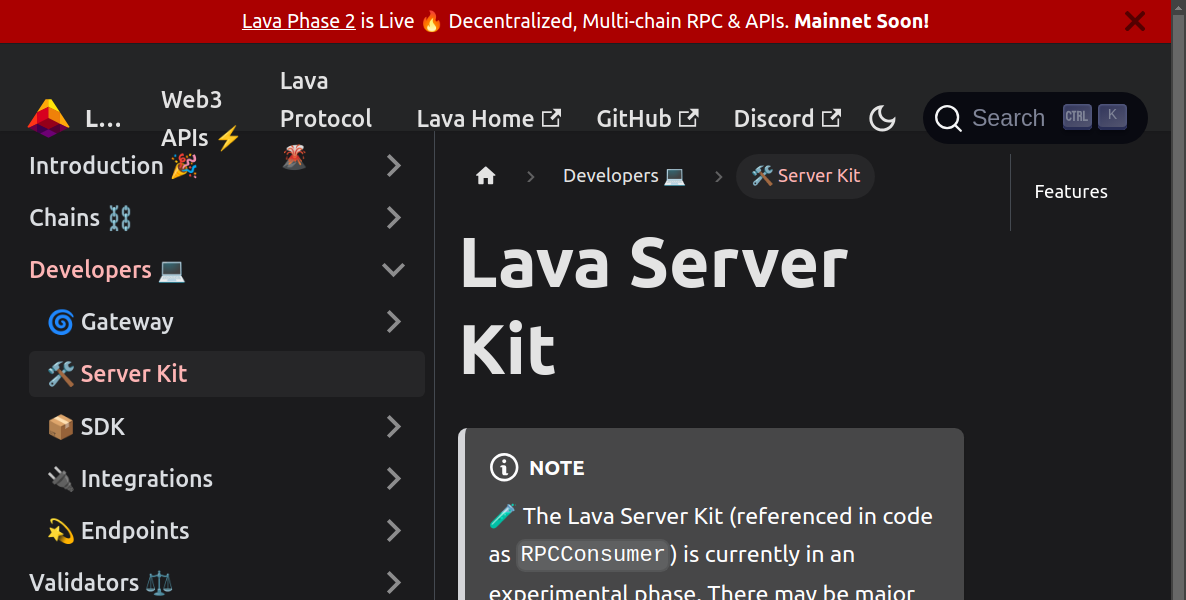 Lava Phase 2 is Live 🔥 Decentralized, Multi-chain RPC & APIs. Mainnet Soon!
L...
Web3
APIs ⚡
Lava
Protocol
🌋
Lava Home
GitHub
Discord
Search
CTRL
K
Introduction 🎉
Chains ⛓️
Developers 💻
🌀 Gateway
🛠️ Server Kit
📦 SDK
🔌 Integrations
💫 Endpoints
Validators ⚖️
Developers 💻
🛠️ Server Kit
Lava Server
Kit
NOTE
🧪 The Lava Server Kit (referenced in code
as RPCConsumer) is currently in an
experimental phase. There may be major
Features